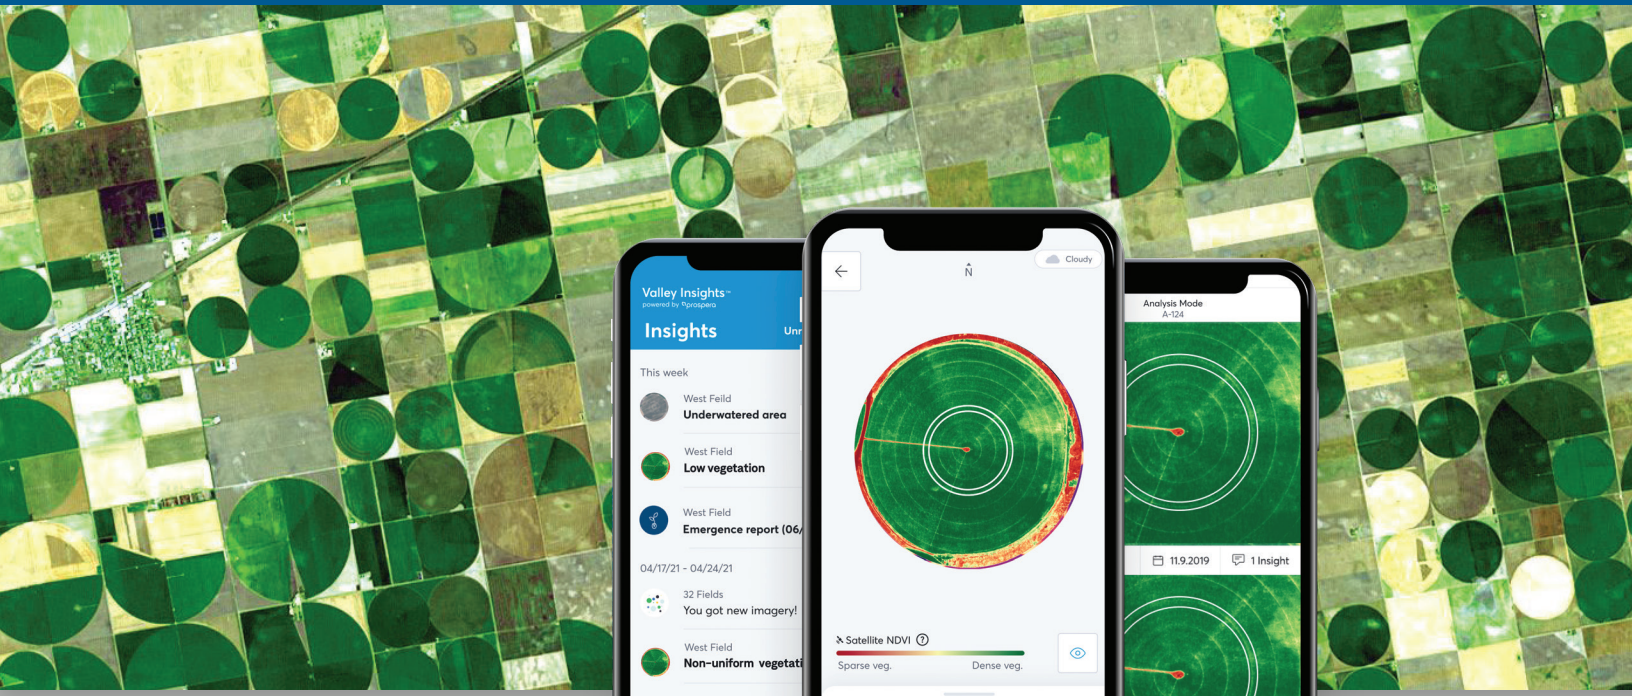 Valley Insights™
powered by prospera
Insights
This week
West Feild
Underwatered area
West Field
Low vegetation
West Field
Emergence report (06/
04/17/21 - 04/24/21
32 Fields
You got new imagery!
West Field
Non-uniform vegetati
Cloudy
N
Satellite NDVI ?
Sparse veg. Dense veg.
Analysis Mode
A-124
11.9.2019 1 Insight